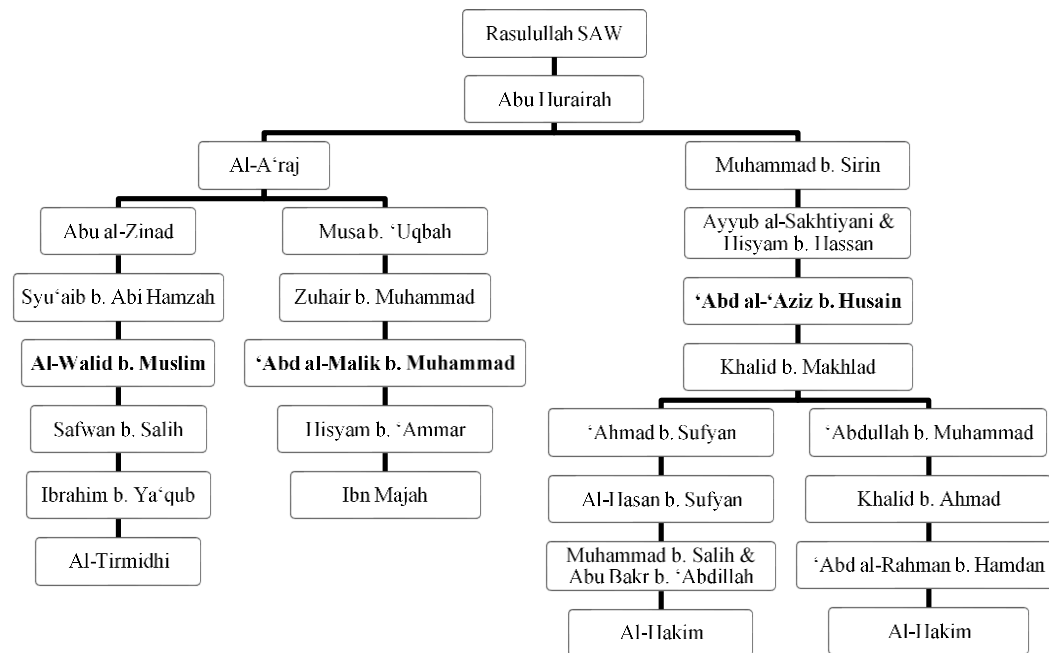 Rasulullah SAW
Abu Hurairah
Al-A‘raj
Muhammad b. Sirin
Abu al-Zinad
Musa b. ‘Uqbah
Ayyub al-Sakhtiyani &
Hisyam b. Hassan
Syu‘aib b. Abi Hamzah
Zuhair b. Muhammad
‘Abd al-‘Aziz b. Husain
Al-Walid b. Muslim
‘Abd al-Malik b. Muhammad
Khalid b. Makhlad
Safwan b. Salih
Hisyam b. ‘Ammar
‘Ahmad b. Sufyan
‘Abdullah b. Muhammad
Ibrahim b. Ya‘qub
Ibn Majah
Al-Hasan b. Sufyan
Khalid b. Ahmad
Al-Tirmidhi
Muhammad b. Salih &
Abu Bakr b. ‘Abdillah
‘Abd al-Rahman b. Hamdan
Al-Hakim
Al-Hakim